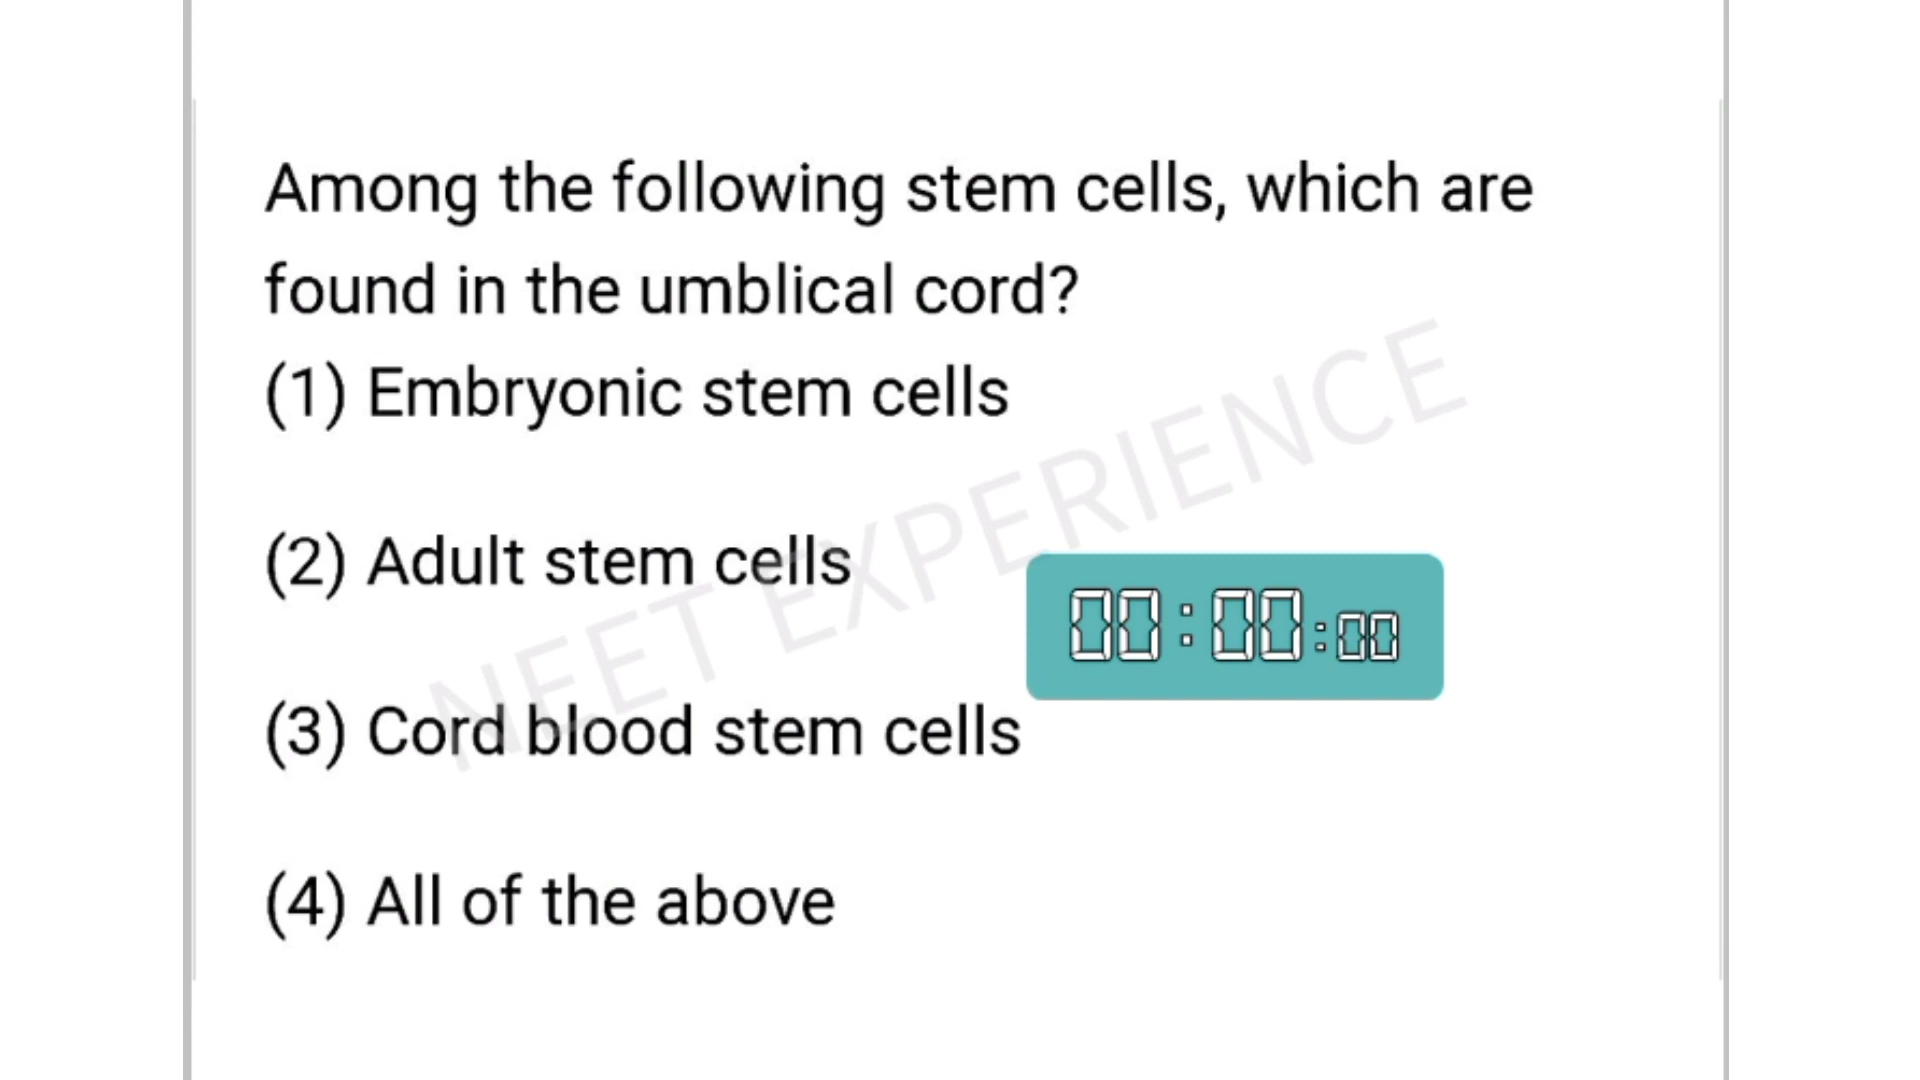 Among the following stem cells, which are
found in the umblical cord?
(1) Embryonic stem cells
(2) Adult stem cells
(3) Cord blood stem cells
(4) All of the above
00:00:00
NEET EXPERIENCE